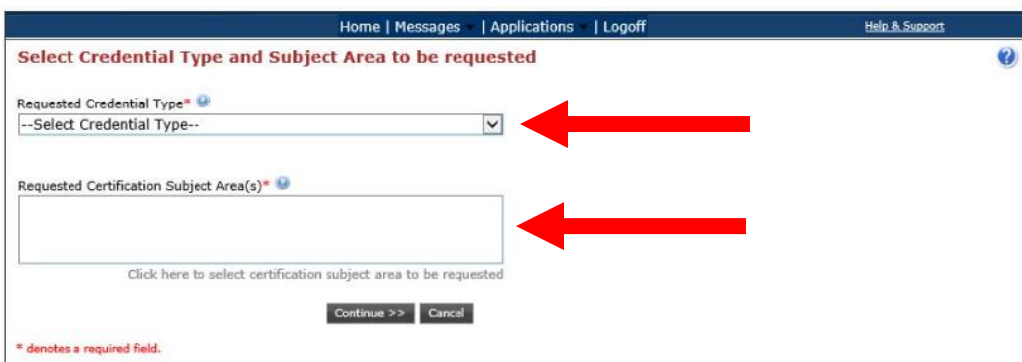 Home | Messages | Applications | Logoff Help & Support
Select Credential Type and Subject Area to be requested ?
Requested Credential Type* ?
--Select Credential Type--
Requested Certification Subject Area(s)* ?
Click here to select certification subject area to be requested
Continue >> Cancel
* denotes a required field.